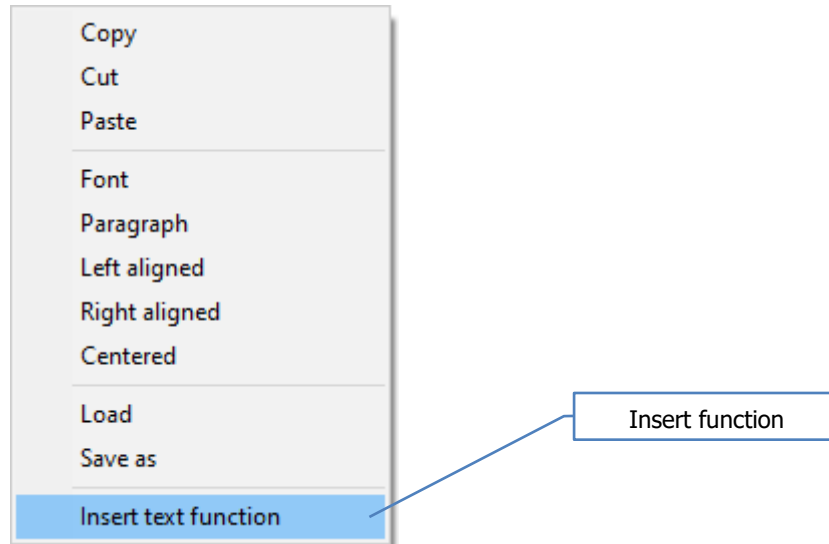 Copy
Cut
Paste
Font
Paragraph
Left aligned
Right aligned
Centered
Load
Save as
Insert text function
Insert function